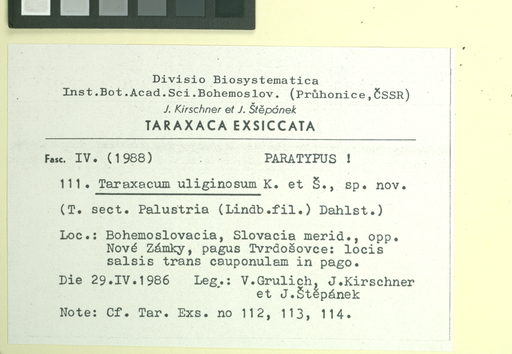 Divisio Biosystematica
Inst.Bot.Acad.Sci.Bohemoslov. (Průhonice,ČSSR)
J. Kirschner et J. Štěpánek
TARAXACA EXSICCATA
Fasc. IV. (1988) PARATYPUS !
111. Taraxacum uliginosum K. et Š., sp. nov.
(T. sect. Palustria (Lindb.fil.) Dahlst.)
Loc.: Bohemoslovacia, Slovacia merid., opp.
Nové Zámky, pagus Tvrdošovce: locis
salsis trans cauponulam in pago.
Die 29.IV.1986 Leg.: V.Grulich, J.Kirschner
et J.Štěpánek
Note: Cf. Tar. Exs. no 112, 113, 114.